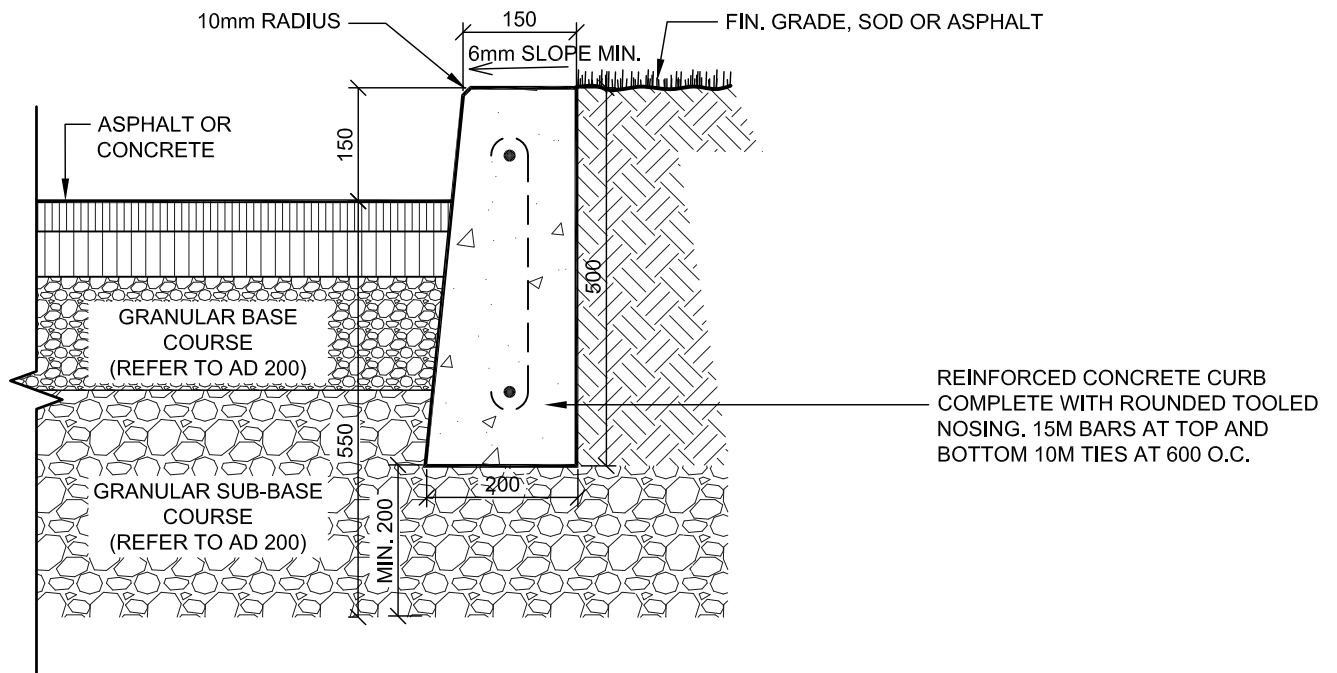 10mm RADIUS
150
FIN. GRADE, SOD OR ASPHALT
6mm SLOPE MIN.
ASPHALT OR
CONCRETE
150
500
GRANULAR BASE
COURSE
(REFER TO AD 200)
550
REINFORCED CONCRETE CURB
COMPLETE WITH ROUNDED TOOLED
NOSING. 15M BARS AT TOP AND
BOTTOM 10M TIES AT 600 O.C.
200
GRANULAR SUB-BASE
COURSE
(REFER TO AD 200)
MIN. 200